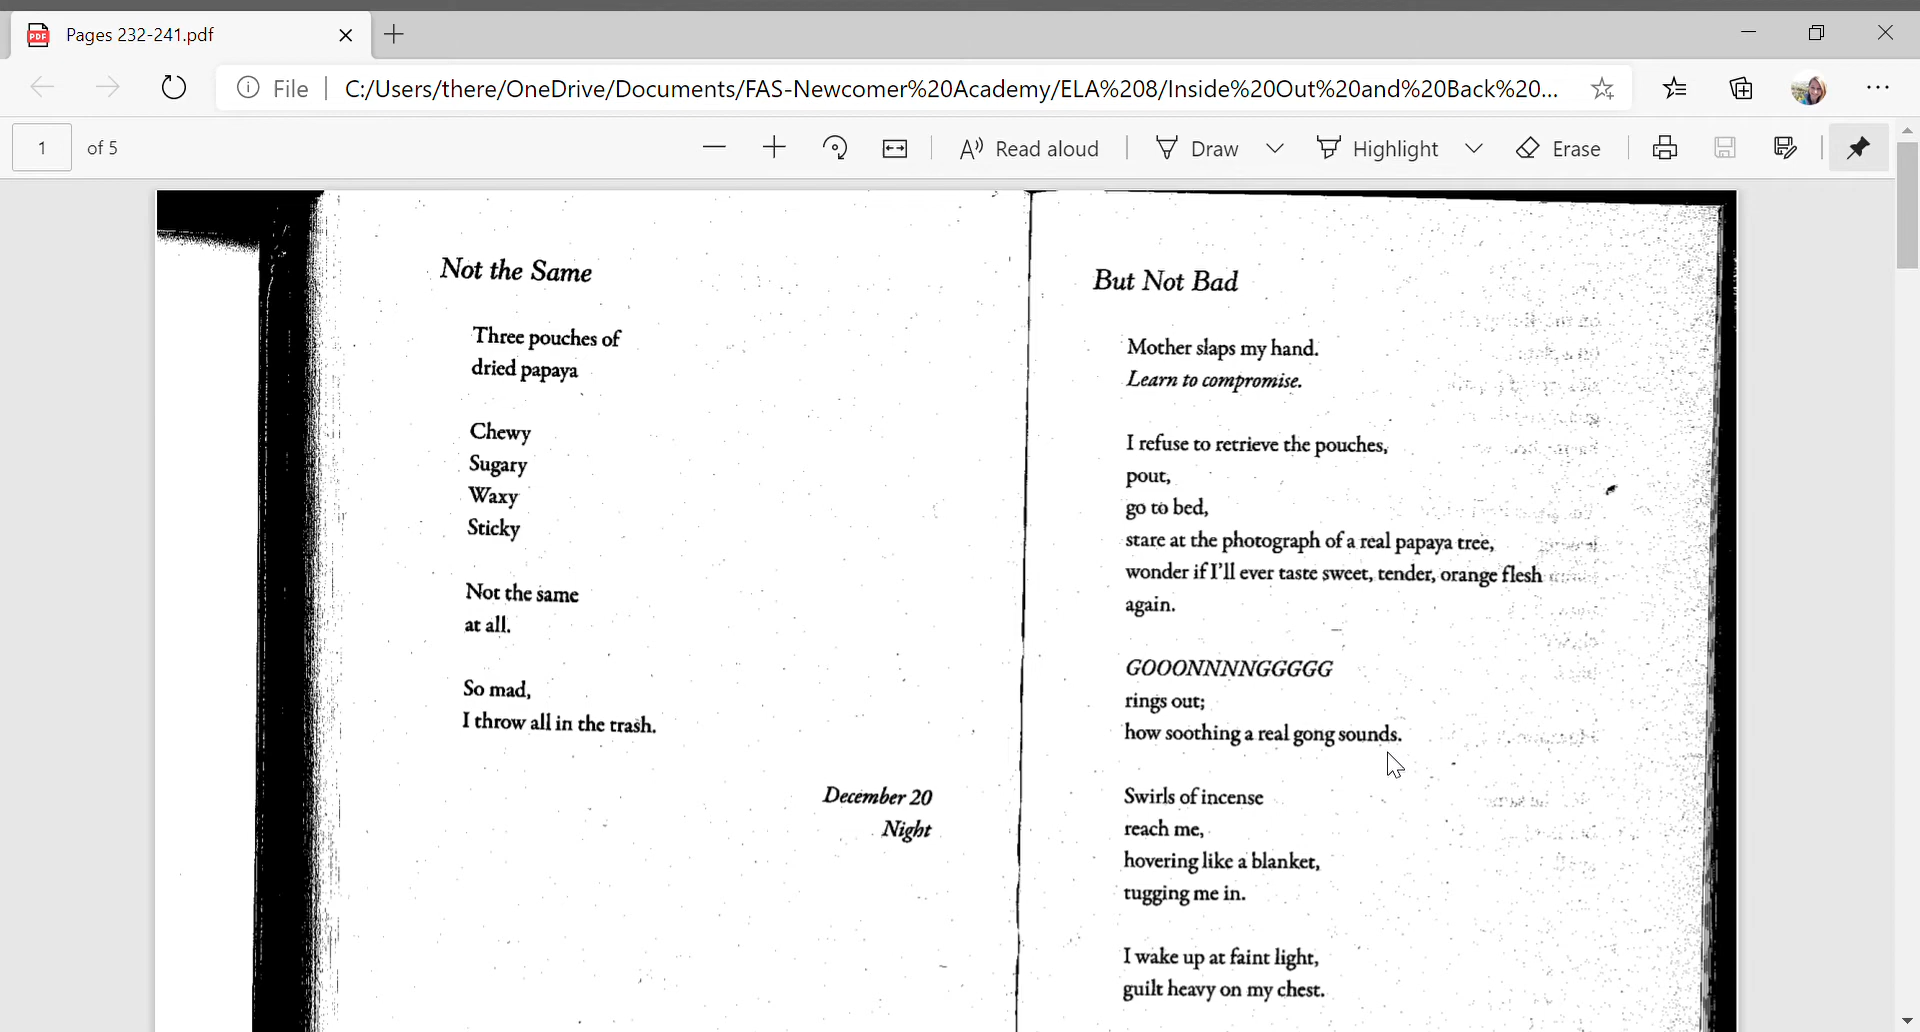 Pages 232-241.pdf
File
C:/Users/there/OneDrive/Documents/FAS-Newcomer%20Academy/ELA%208/Inside%20Out%20and%20Back%20...
1 of 5
Read aloud
Draw
Highlight
Erase
Not the Same
Three pouches of
dried papaya
Chewy
Sugary
Waxy
Sticky
Not the same
at all.
So mad,
I throw all in the trash.
December 20
Night
But Not Bad
Mother slaps my hand.
Learn to compromise.
I refuse to retrieve the pouches,
pout,
go to bed,
stare at the photograph of a real papaya tree,
wonder if I'll ever taste sweet, tender, orange flesh
again.
GOOONNNNGGGGG
rings out;
how soothing a real gong sounds.
Swirls of incense
reach me,
hovering like a blanket,
tugging me in.
I wake up at faint light,
guilt heavy on my chest.